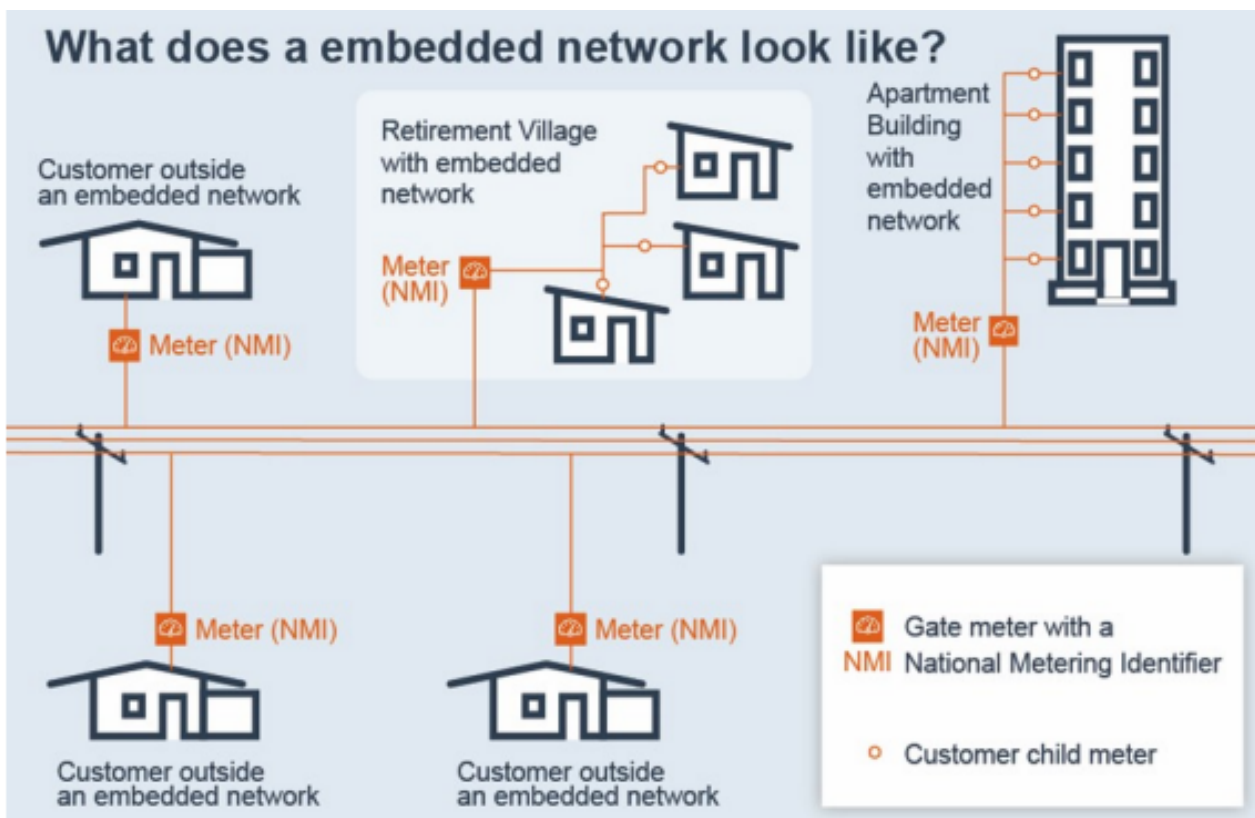 What does a embedded network look like?
Customer outside
an embedded network
Meter (NMI)
Retirement Village
with embedded
network
Meter
(NMI)
Apartment
Building
with
embedded
network
Meter
(NMI)
Meter (NMI)
Customer outside
an embedded network
Meter (NMI)
Customer outside
an embedded network
Gate meter with a
NMI National Metering Identifier
Customer child meter